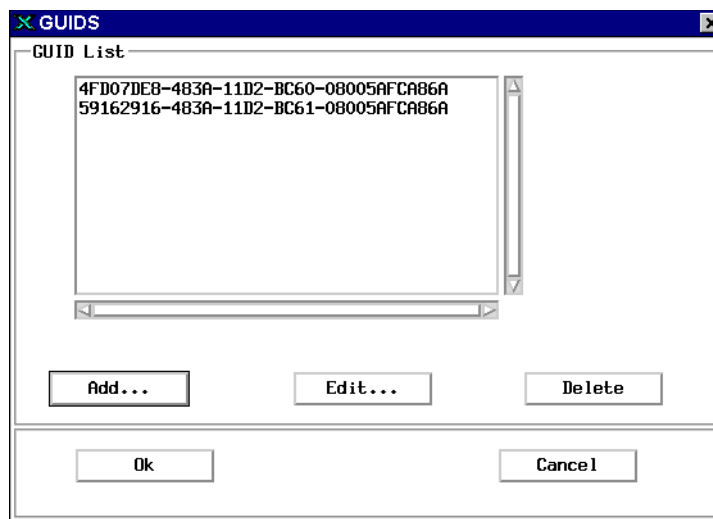 GUIDS
GUID List
4FD07DE8-483A-11D2-BC60-08005AFCA86A
59162916-483A-11D2-BC61-08005AFCA86A
Add... Edit... Delete
Ok Cancel